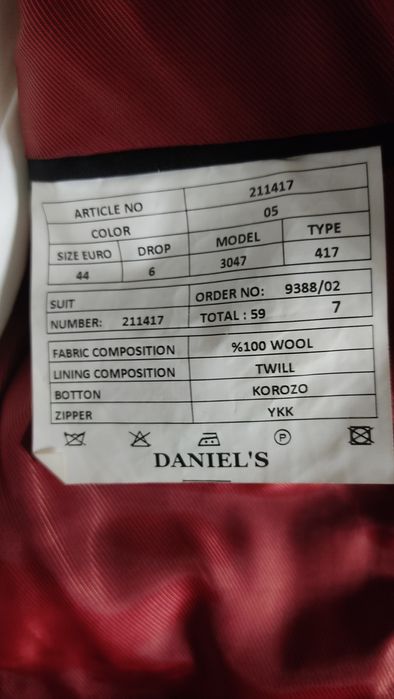 ARTICLE NO 211417
COLOR 05
SIZE EURO DROP MODEL TYPE
44 6 3047 417
SUIT ORDER NO: 9388/02
NUMBER: 211417 TOTAL : 59 7
FABRIC COMPOSITION %100 WOOL
LINING COMPOSITION TWILL
BOTTON KOROZO
ZIPPER YKK
P
DANIEL'S